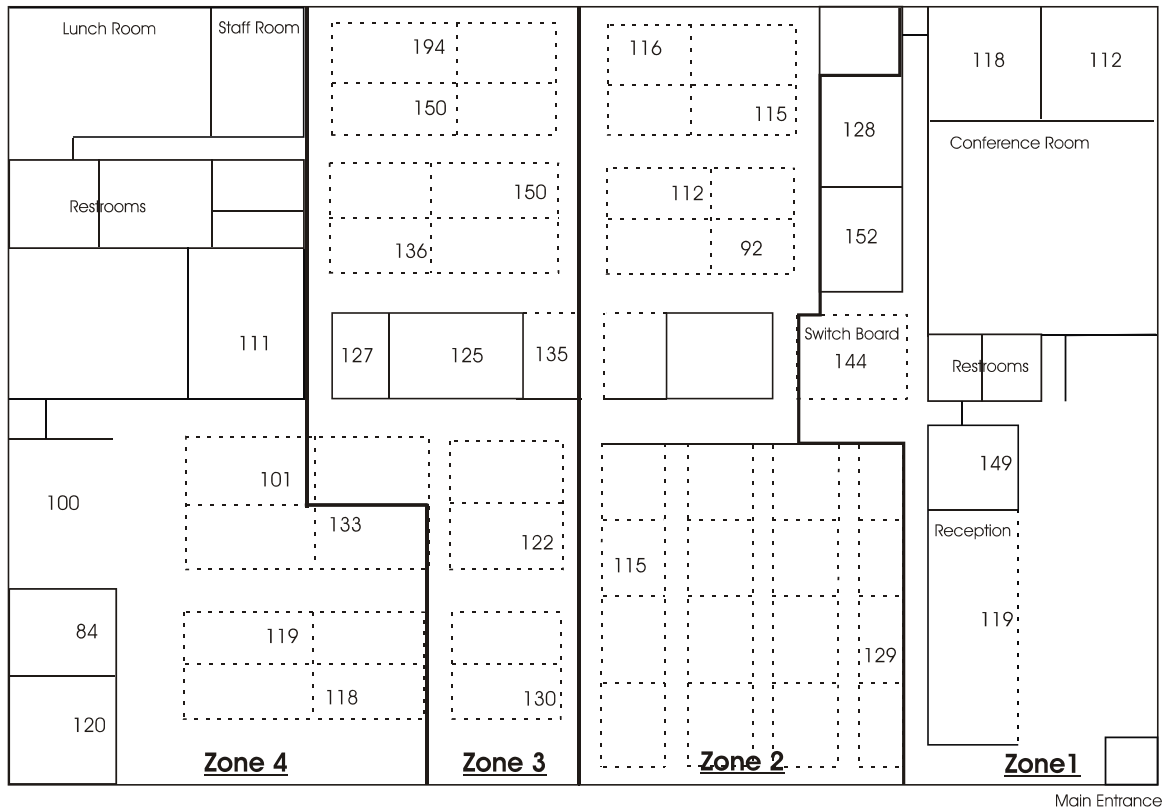 Lunch Room
Staff Room
194
116
118
112
150
115
128
Conference Room
150
112
Restrooms
136
92
152
111
127
125
135
Switch Board
144
Restrooms
101
149
100
133
122
Reception
115
84
119
119
129
118
130
120
Zone 4
Zone 3
Zone 2
Zone1
Main Entrance